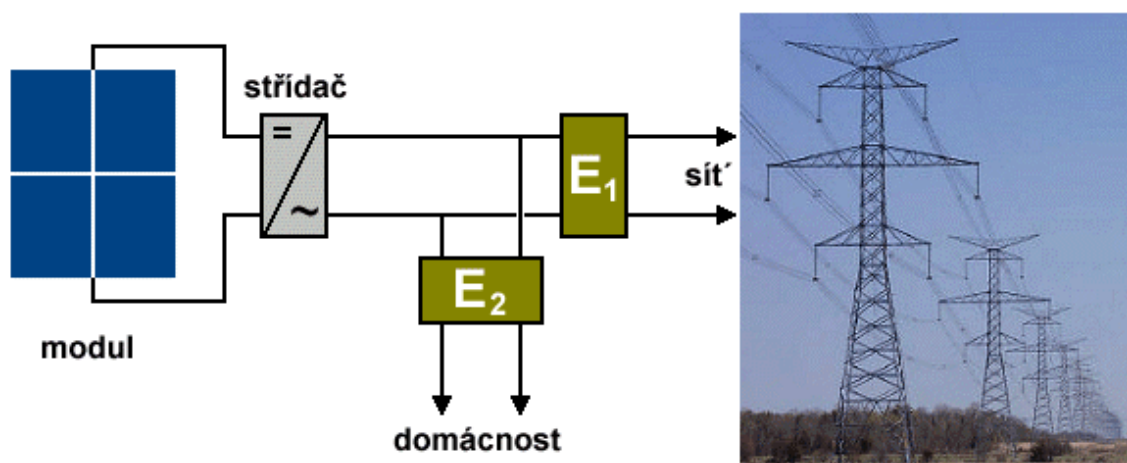 střídač
=
~
E₁
síť
E₂
modul
domácnost